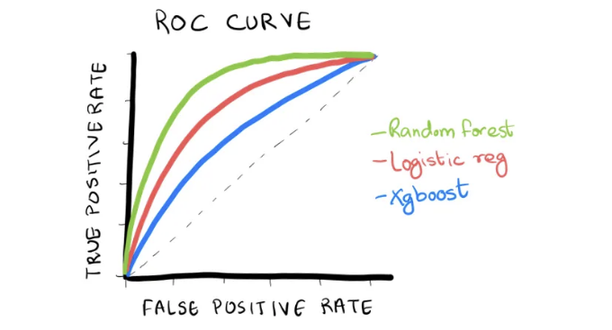 ROC CURVE
TRUE POSITIVE RATE
-Random forest
-Logistic reg
-Xgboost
FALSE POSITIVE RATE